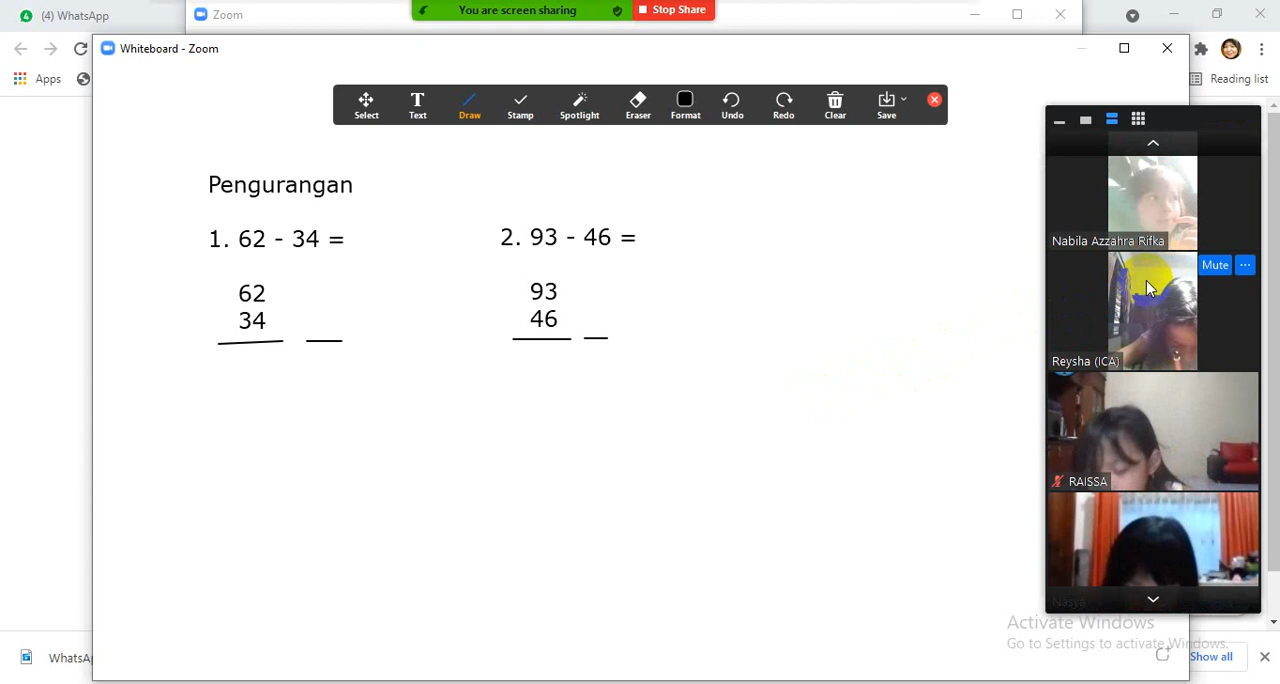 (4) WhatsApp
Zoom
You are screen sharing
Stop Share
Whiteboard - Zoom
Apps
Reading list
Select
Text
Draw
Stamp
Spotlight
Eraser
Format
Undo
Redo
Clear
Save
Pengurangan
1. 62 - 34 =
2. 93 - 46 =
62
34
93
46
Nabila Azzahra Rifka
Mute
Reysha (ICA)
RAISSA
Activate Windows
Go to Settings to activate Windows.
WhatsAp
Show all